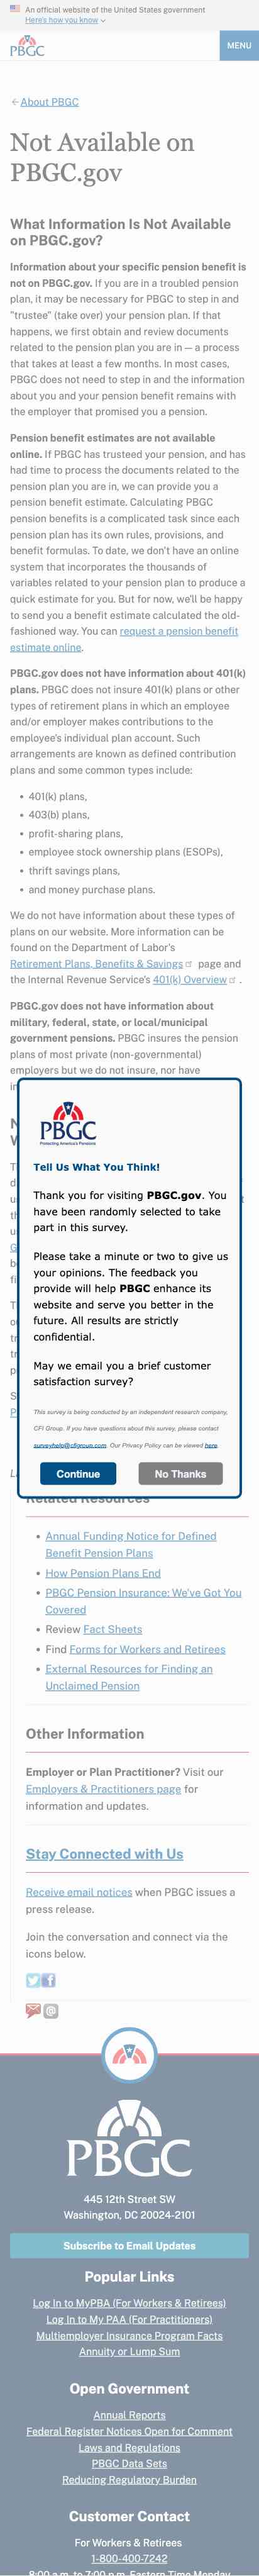 An official website of the United States government
Here's how you know
PBGC
MENU
About PBGC
Not Available on
PBGC.gov
What Information Is Not Available
on PBGC.gov?
Information about your specific pension benefit is
not on PBGC.gov. If you are in a troubled pension
plan, it may be necessary for PBGC to step in and
"trustee" (take over) your pension plan. If that
happens, we first obtain and review documents
related to the pension plan you are in — a process
that takes at least a few months. In most cases,
PBGC does not need to step in and the information
about you and your pension benefit remains with
the employer that promised you a pension.
Pension benefit estimates are not available
online. If PBGC has trusteed your pension, and has
had time to process the documents related to the
pension plan you are in, we can provide you a
pension benefit estimate. Calculating PBGC
pension benefits is a complicated task since each
pension plan has its own rules, provisions, and
benefit formulas. To date, we don't have an online
system that incorporates the thousands of
variables related to your pension plan to produce a
quick estimate for you. But for now, we'll be happy
to send you a benefit estimate calculated the old-
fashioned way. You can request a pension benefit
estimate online.
PBGC.gov does not have information about 401(k)
plans. PBGC does not insure 401(k) plans or other
types of retirement plans in which an employee
and/or employer makes contributions to the
employee's individual plan account. Such
arrangements are known as defined contribution
plans and some common types include:
• 401(k) plans,
• 403(b) plans,
• profit-sharing plans,
• employee stock ownership plans (ESOPs),
• thrift savings plans,
• and money purchase plans.
We do not have information about these types of
plans on our website. More information can be
found on the Department of Labor's
Retirement Plans, Benefits & Savings page and
the Internal Revenue Service's 401(k) Overview .
PBGC.gov does not have information about
military, federal, state, or local/municipal
government pensions. PBGC insures the pension
plans of most private (non-governmental)
employers but we do not insure, nor have
PBGC
Protecting America's Pensions
Tell Us What You Think!
Thank you for visiting PBGC.gov. You
have been randomly selected to take
part in this survey.
Please take a minute or two to give us
your opinions. The feedback you
provide will help PBGC enhance its
website and serve you better in the
future. All results are strictly
confidential.
May we email you a brief customer
satisfaction survey?
This survey is being conducted by an independent research company,
CFI Group. If you have questions about this survey, please contact
surveyhelp@cfigroup.com. Our Privacy Policy can be viewed here.
Continue
No Thanks
Related Resources
• Annual Funding Notice for Defined
Benefit Pension Plans
• How Pension Plans End
• PBGC Pension Insurance: We've Got You
Covered
• Review Fact Sheets
• Find Forms for Workers and Retirees
• External Resources for Finding an
Unclaimed Pension
Other Information
Employer or Plan Practitioner? Visit our
Employers & Practitioners page for
information and updates.
Stay Connected with Us
Receive email notices when PBGC issues a
press release.
Join the conversation and connect via the
icons below.
PBGC
445 12th Street SW
Washington, DC 20024-2101
Subscribe to Email Updates
Popular Links
Log In to MyPBA (For Workers & Retirees)
Log In to My PAA (For Practitioners)
Multiemployer Insurance Program Facts
Annuity or Lump Sum
Open Government
Annual Reports
Federal Register Notices Open for Comment
Laws and Regulations
PBGC Data Sets
Reducing Regulatory Burden
Customer Contact
For Workers & Retirees
1-800-400-7242
8:00 a.m. to 7:00 p.m. Eastern Time Monday